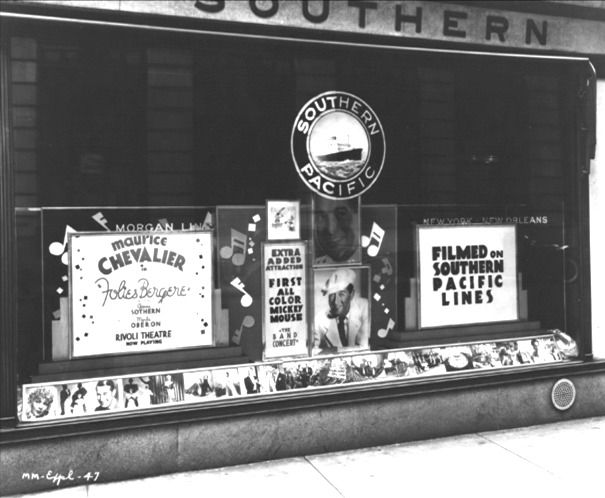 SOUTHERN
SOUTHERN
PACIFIC
MORGAN LINE
NEW YORK - NEW ORLEANS
Maurice
CHEVALIER
in
Folies Bergère
Ann
SOTHERN
Merle
OBERON
RIVOLI THEATRE
NOW PLAYING
EXTRA
ADDED
ATTRACTION
FIRST
ALL
COLOR
MICKEY
MOUSE
"THE
BAND
CONCERT"
FILMED ON
SOUTHERN
PACIFIC
LINES
MM-Expl-47